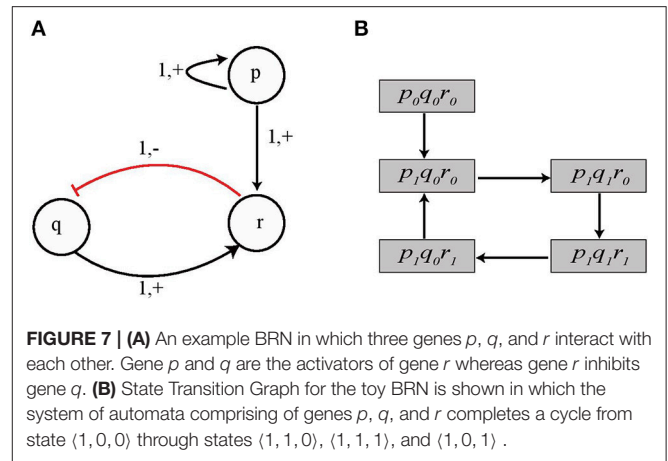 A
B
1,+
p
1,+
1,-
q
r
1,+
p₀q₀r₀
p₁q₀r₀
p₁q₁r₀
p₁q₀r₁
p₁q₁r₁
FIGURE 7 | (A) An example BRN in which three genes p, q, and r interact with
each other. Gene p and q are the activators of gene r whereas gene r inhibits
gene q. (B) State Transition Graph for the toy BRN is shown in which the
system of automata comprising of genes p, q, and r completes a cycle from
state ⟨1, 0, 0⟩ through states ⟨1, 1, 0⟩, ⟨1, 1, 1⟩, and ⟨1, 0, 1⟩ .